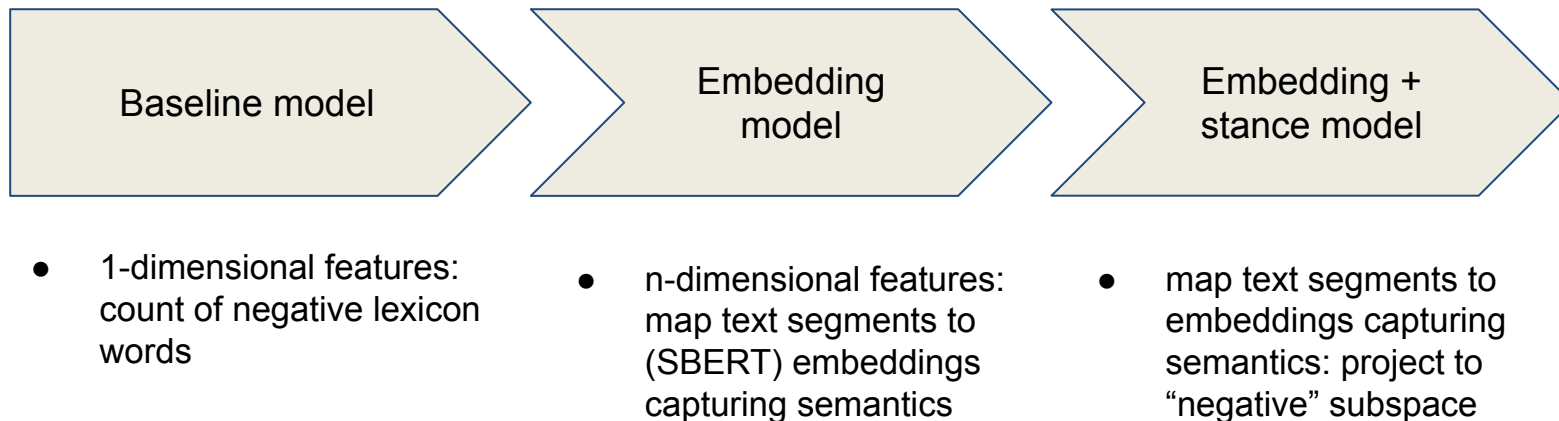 Baseline model
Embedding
model
Embedding +
stance model
● 1-dimensional features:
count of negative lexicon
words
● n-dimensional features:
map text segments to
(SBERT) embeddings
capturing semantics
● map text segments to
embeddings capturing
semantics: project to
“negative” subspace